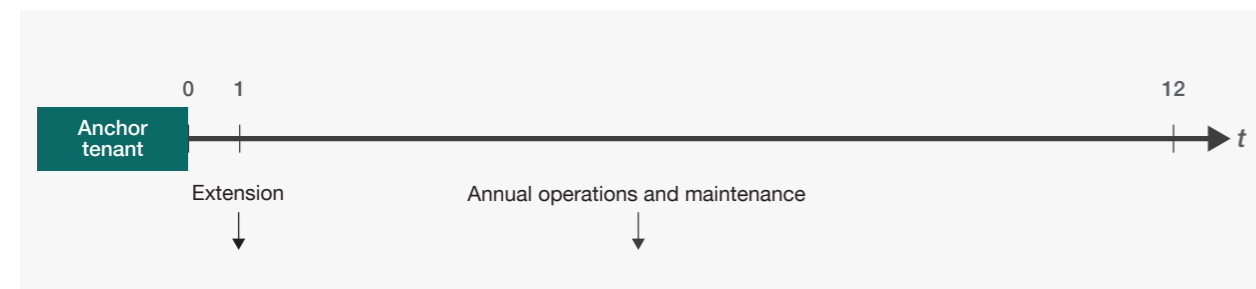 0 1 12
Anchor
tenant
t
Extension Annual operations and maintenance